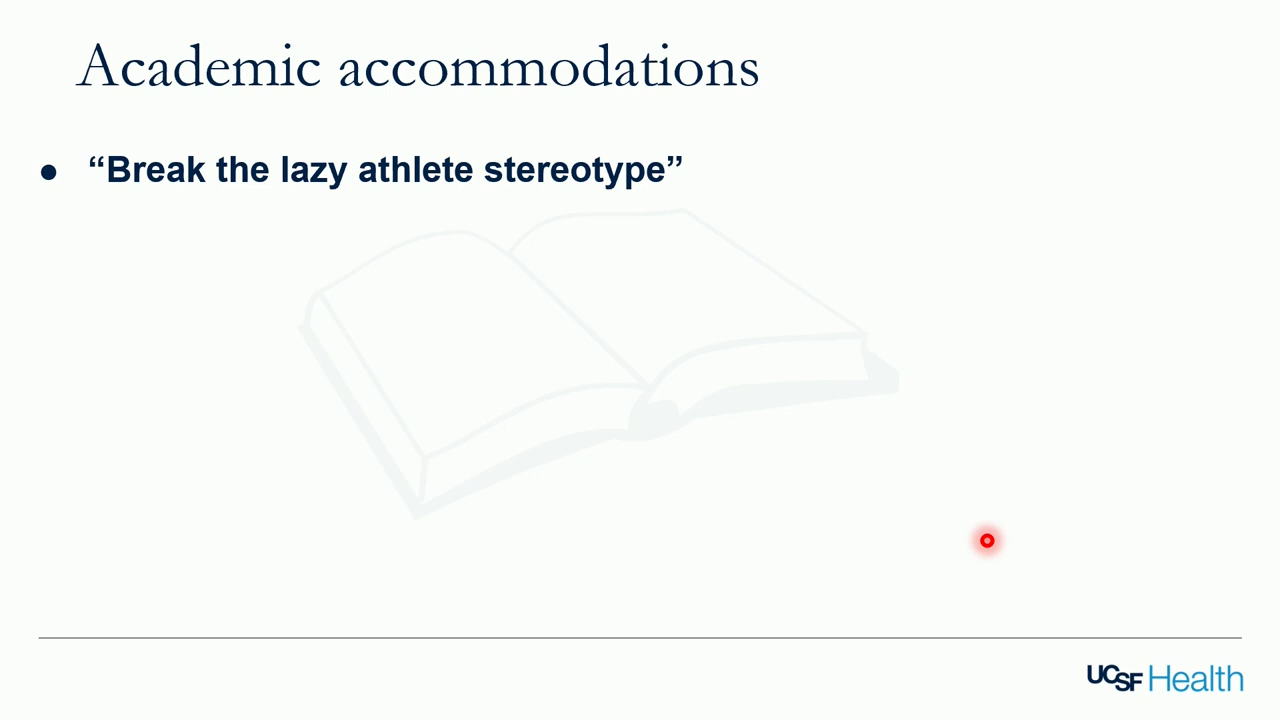 Academic accommodations
● “Break the lazy athlete stereotype”
UCSF Health